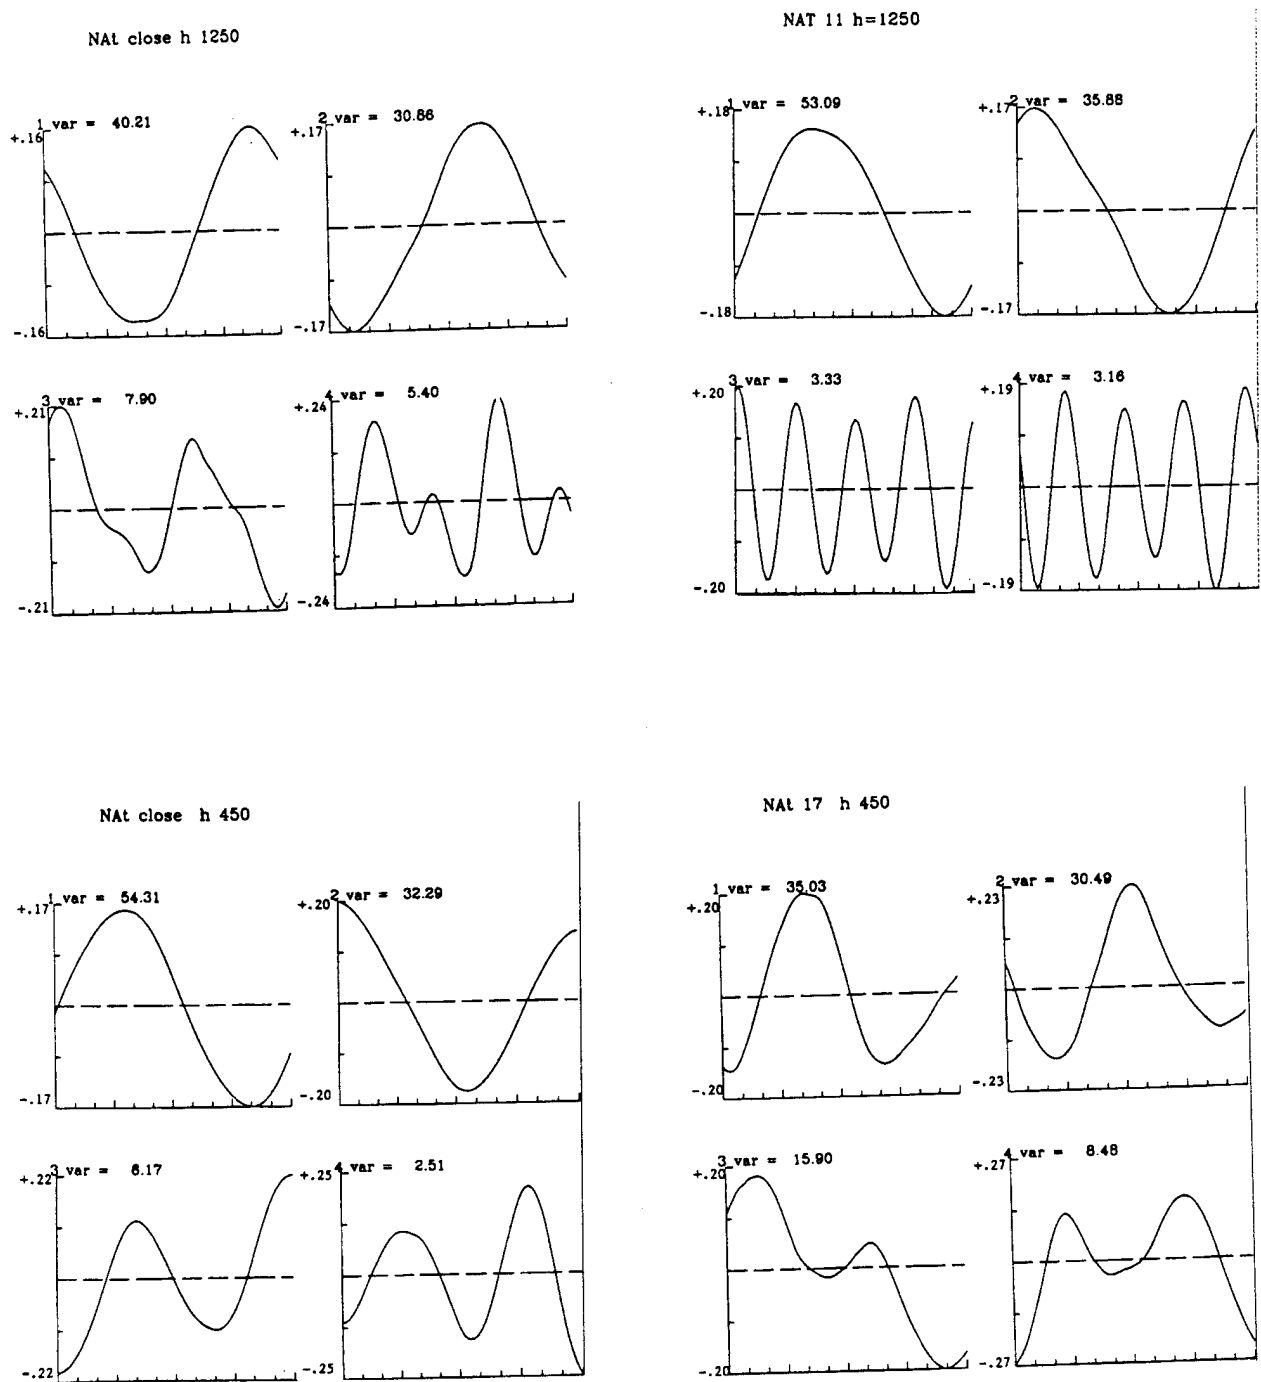 NAt close h 1250
1 var = 40.21
+.16
-.16
2 var = 30.86
+.17
-.17
3 var = 7.90
+.21
-.21
4 var = 5.40
+.24
-.24
NAT 11 h=1250
1 var = 53.09
+.18
-.18
2 var = 35.88
+.17
-.17
3 var = 3.33
+.20
-.20
4 var = 3.16
+.19
-.19
NAt close h 450
1 var = 54.31
+.17
-.17
2 var = 32.29
+.20
-.20
3 var = 6.17
+.22
-.22
4 var = 2.51
+.25
-.25
NAt 17 h 450
1 var = 35.03
+.20
-.20
2 var = 30.49
+.23
-.23
3 var = 15.90
+.20
-.20
4 var = 8.48
+.27
-.27